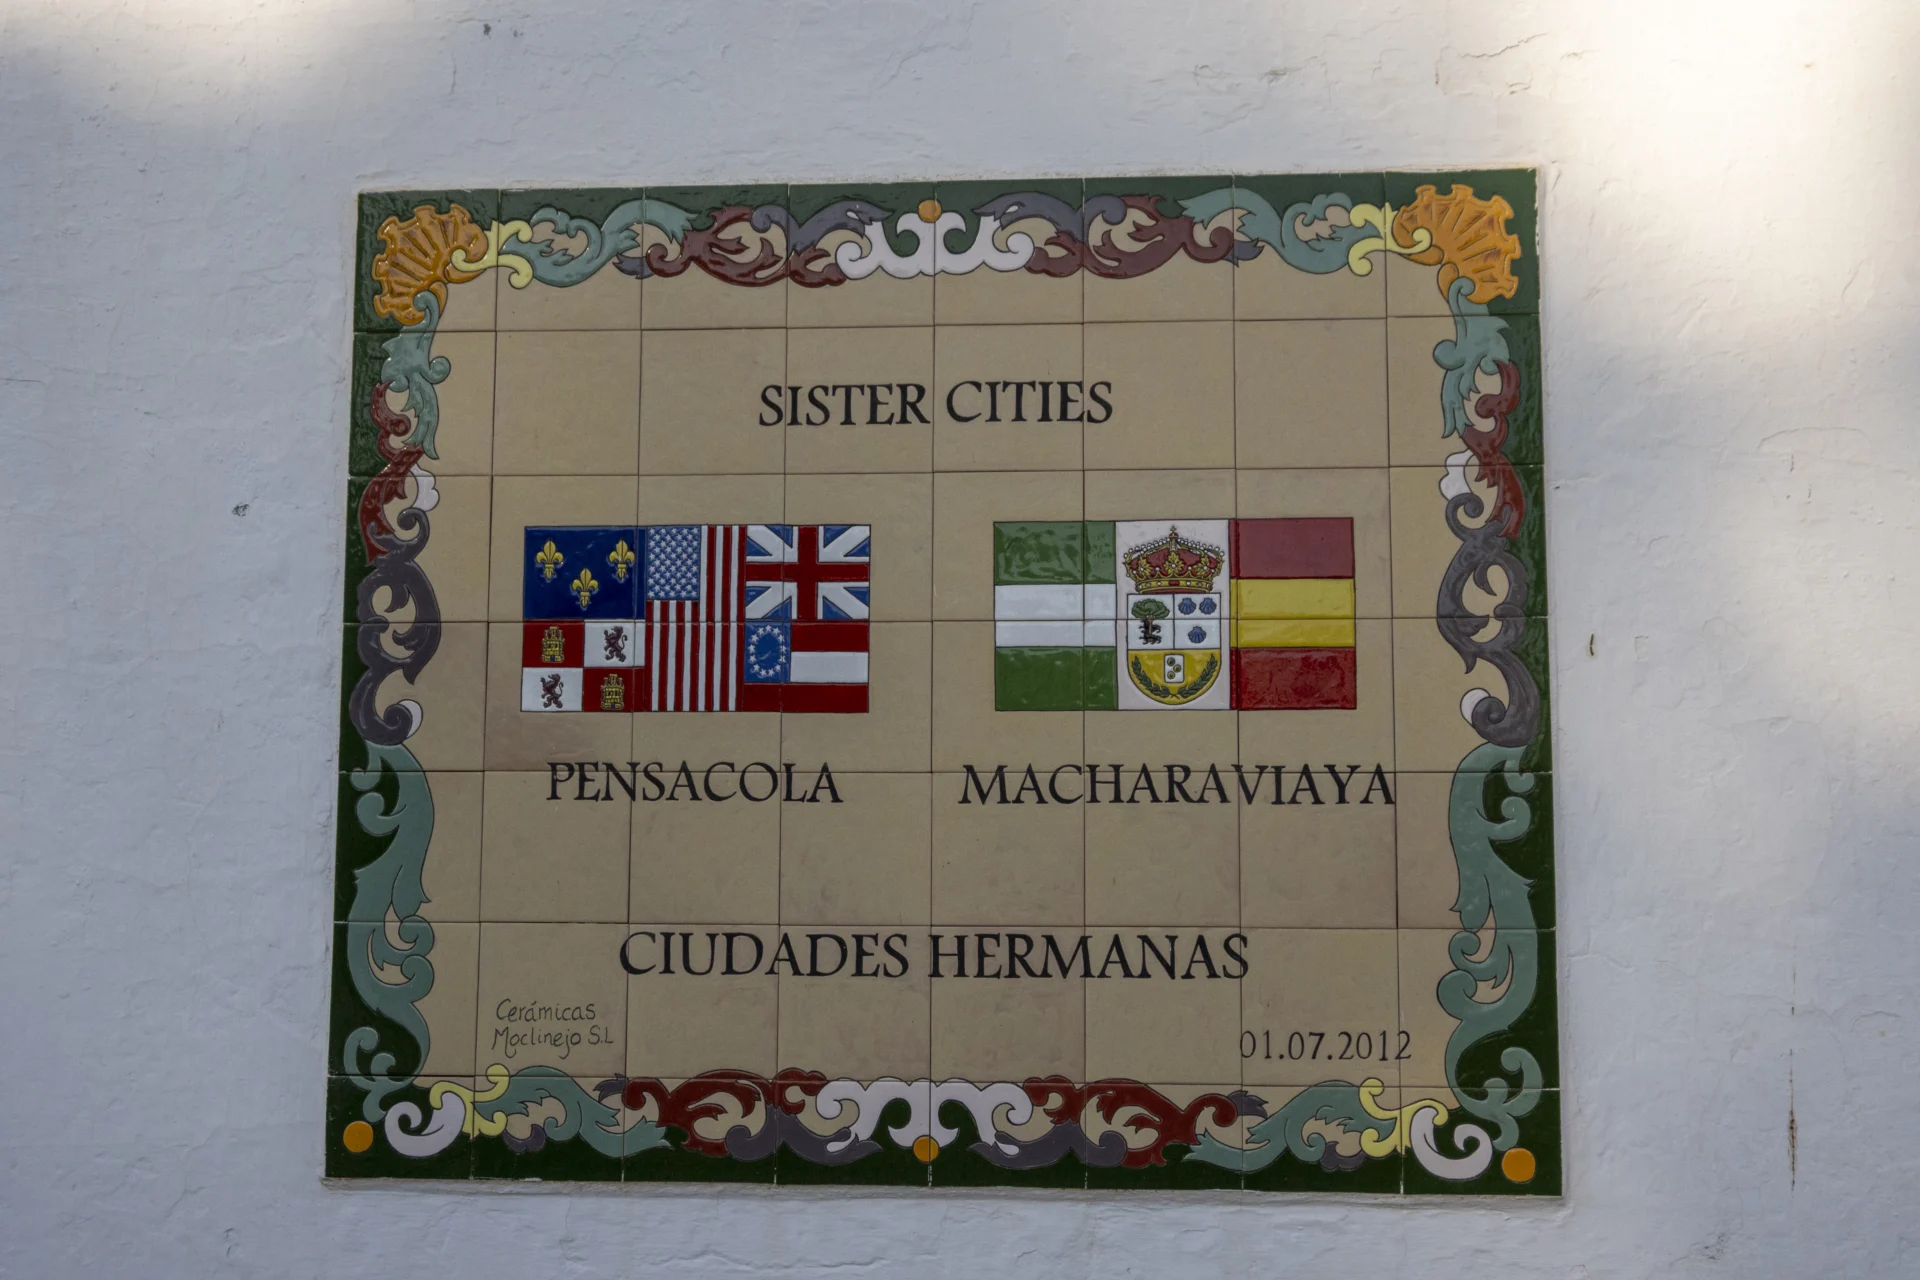 SISTER CITIES
PENSACOLA
MACHARAVIAYA
CIUDADES HERMANAS
Cerámicas
Moclinejo S.L
01.07.2012